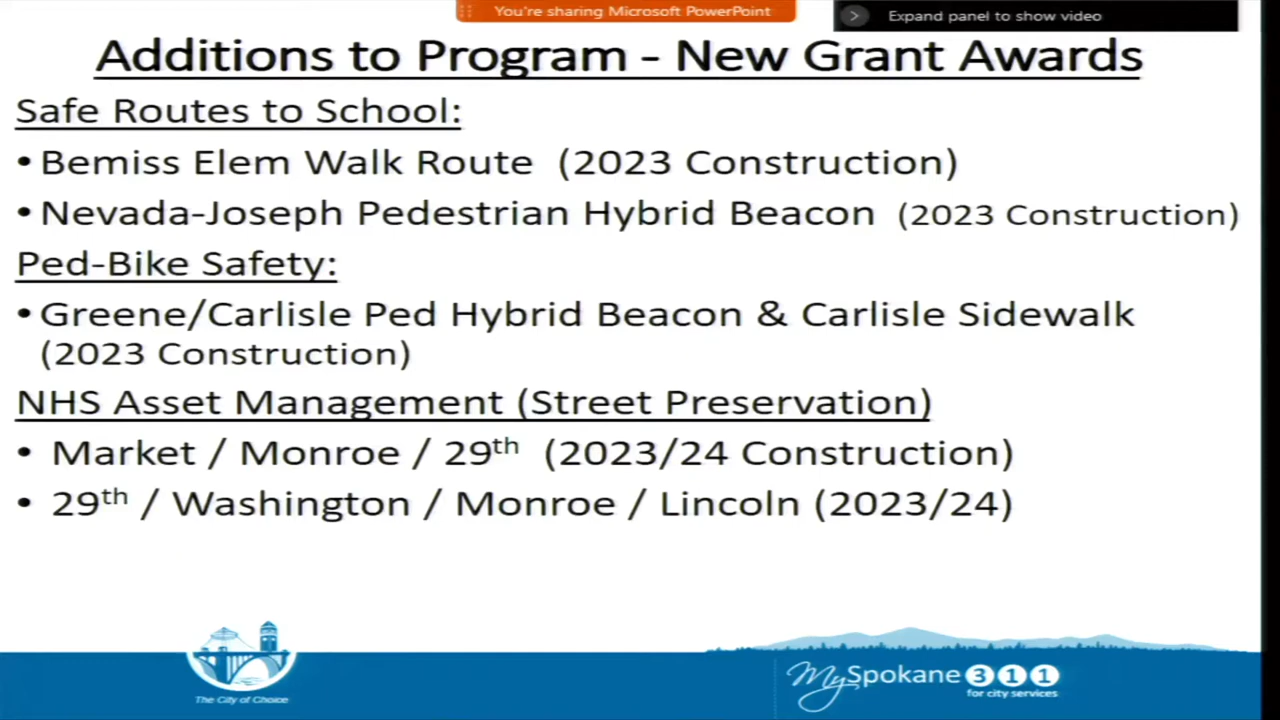 You're sharing Microsoft PowerPoint
Expand panel to show video
Additions to Program - New Grant Awards
Safe Routes to School:
• Bemiss Elem Walk Route (2023 Construction)
• Nevada-Joseph Pedestrian Hybrid Beacon (2023 Construction)
Ped-Bike Safety:
• Greene/Carlisle Ped Hybrid Beacon & Carlisle Sidewalk
(2023 Construction)
NHS Asset Management (Street Preservation)
• Market / Monroe / 29th (2023/24 Construction)
• 29th / Washington / Monroe / Lincoln (2023/24)
The City of Choice
My Spokane 311
for city services